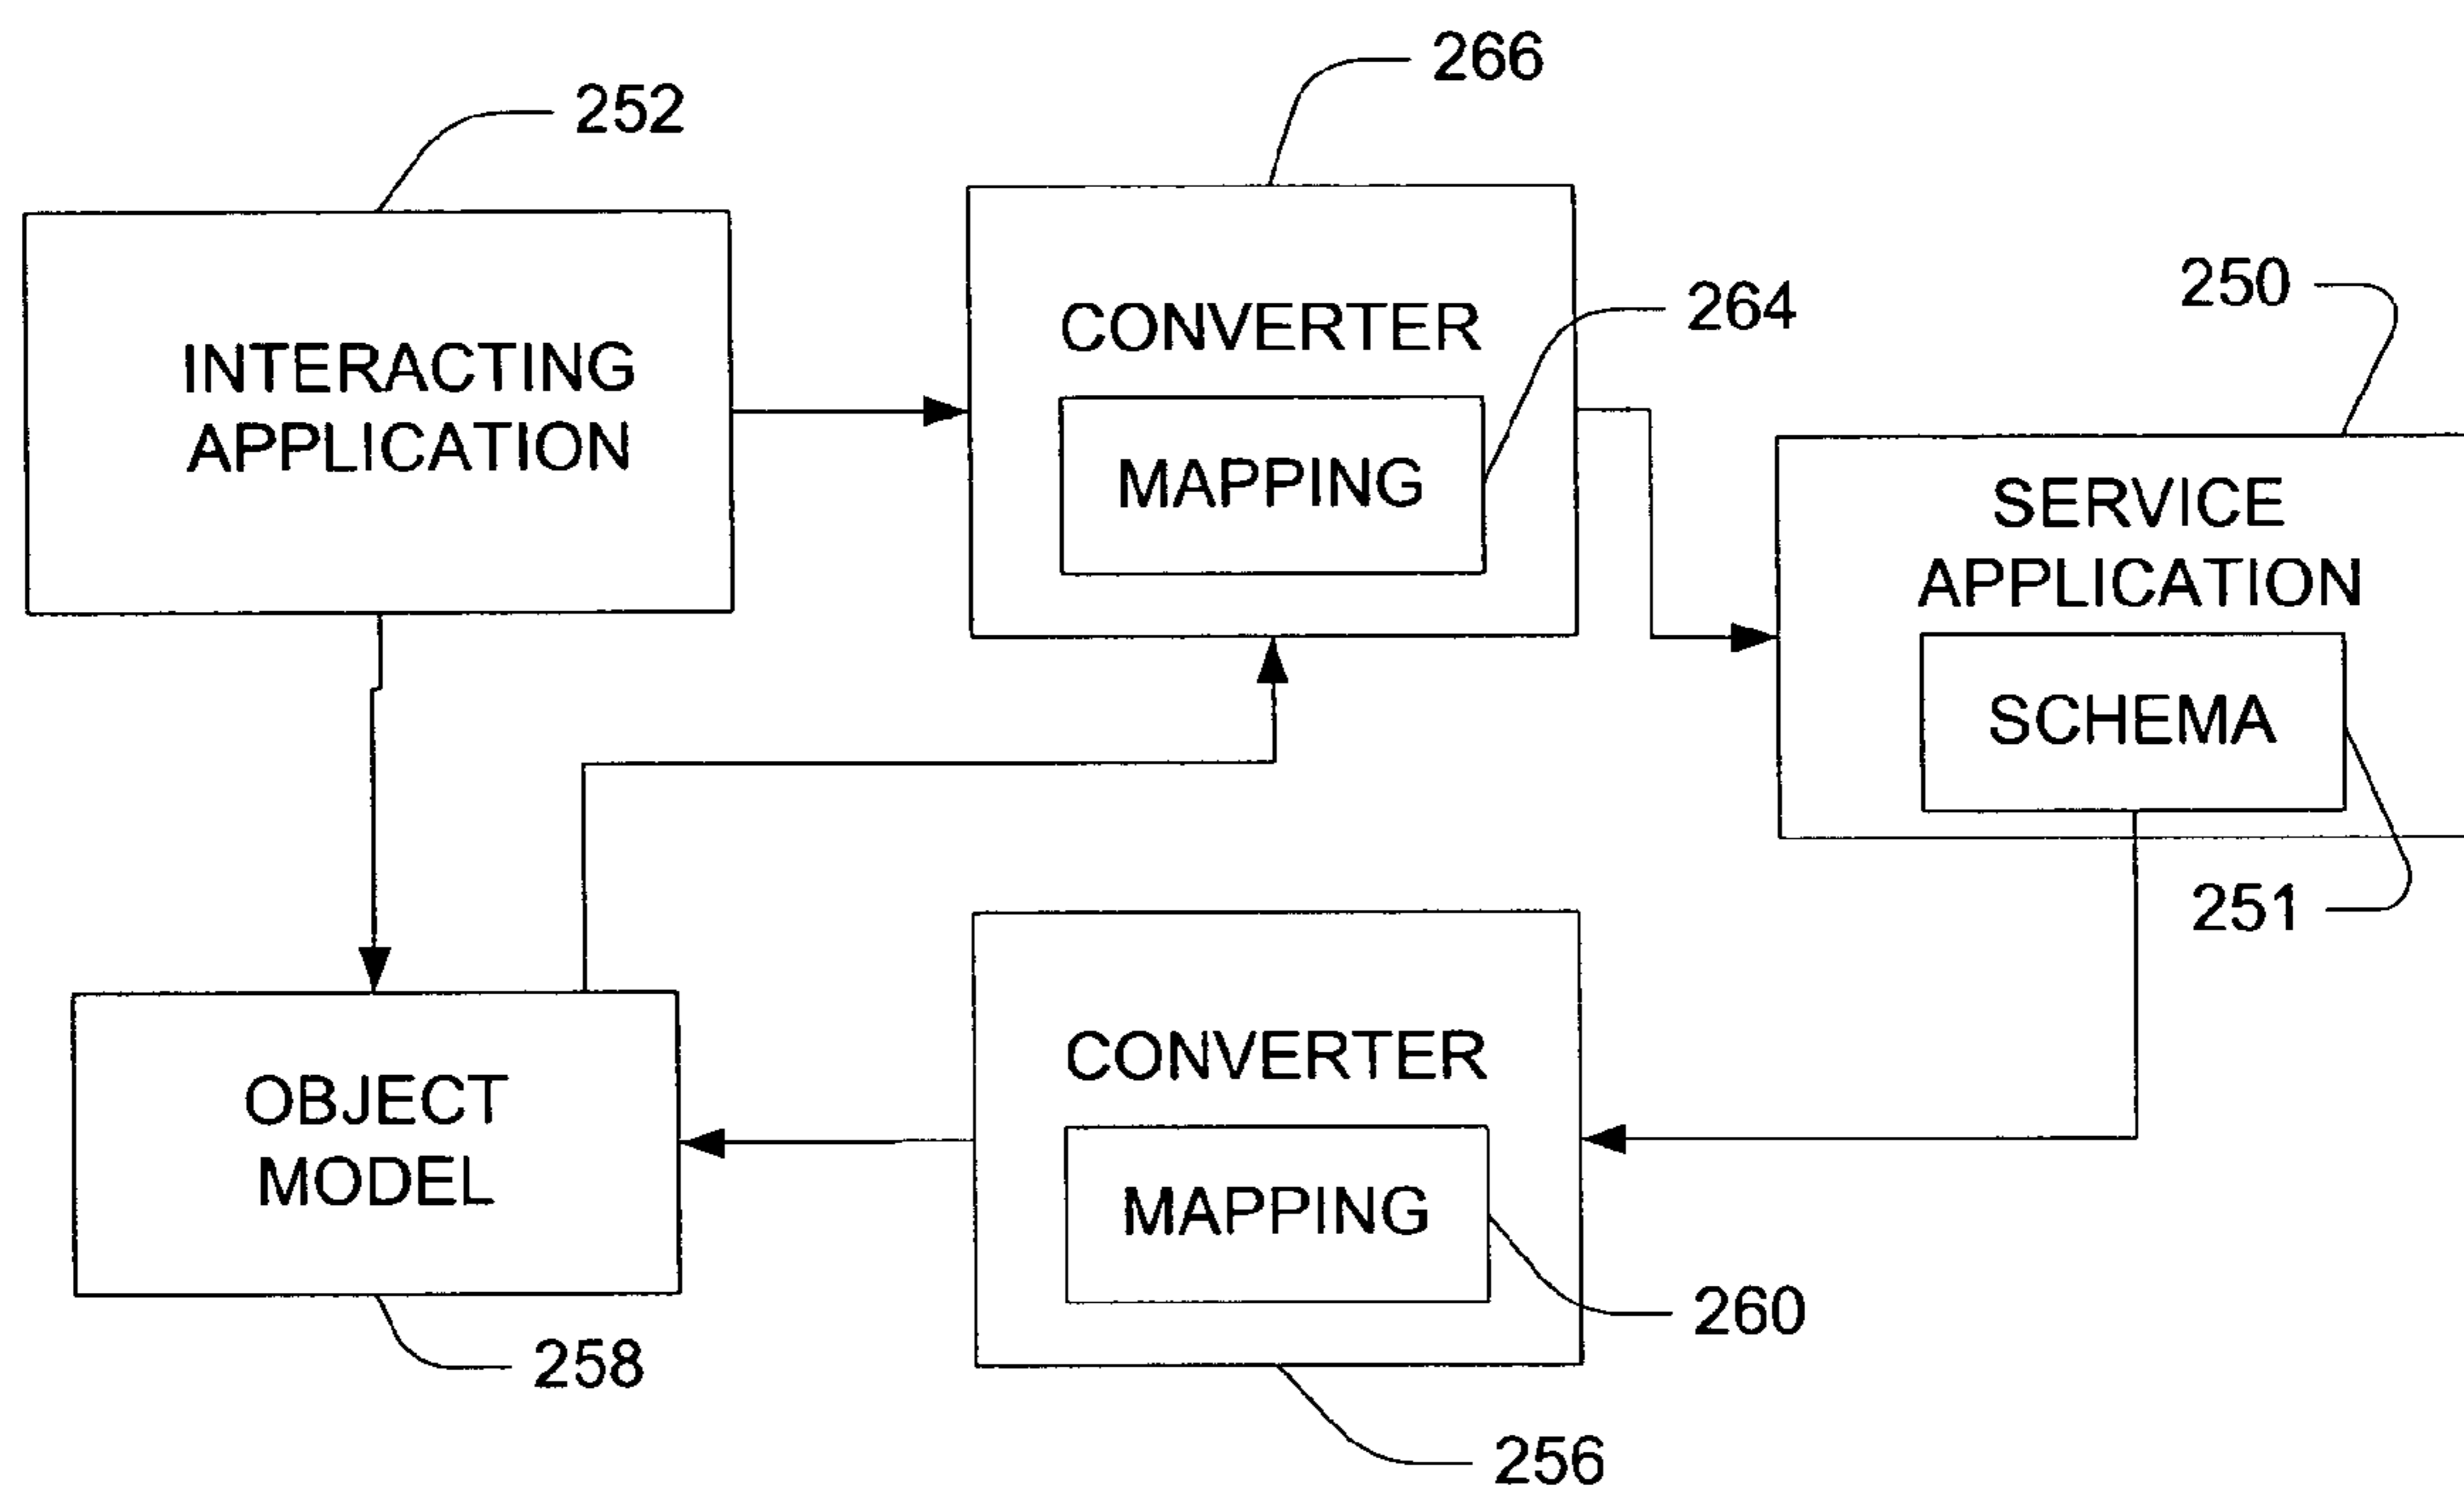 266
252
INTERACTING
APPLICATION
CONVERTER
264
MAPPING
250
SERVICE
APPLICATION
SCHEMA
251
OBJECT
MODEL
258
CONVERTER
MAPPING
260
256